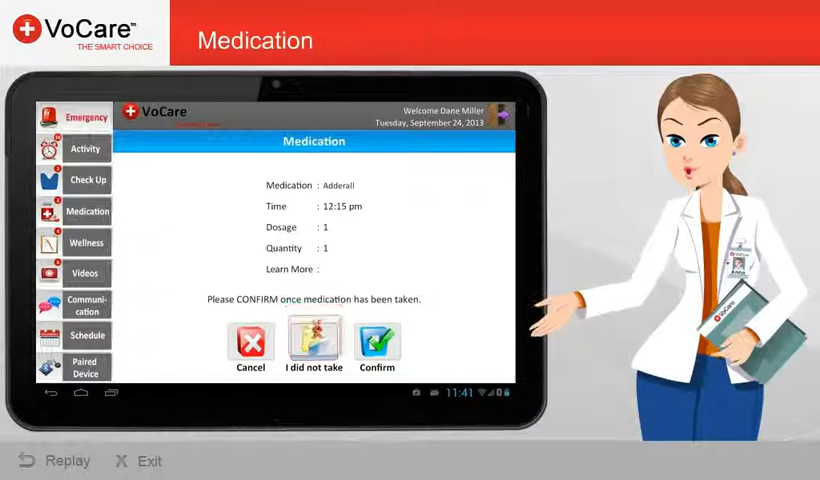 VoCare™
THE SMART CHOICE
Medication
Emergency
VoCare
Welcome Dane Miller
Tuesday, September 24, 2013
Medication
Activity
Check Up
Medication
Wellness
Videos
Communi-
cation
Schedule
Paired
Device
Medication : Adderall
Time : 12:15 pm
Dosage : 1
Quantity : 1
Learn More :
Please CONFIRM once medication has been taken.
Cancel
I did not take
Confirm
11:41
Anna
VoCare
Replay
Exit